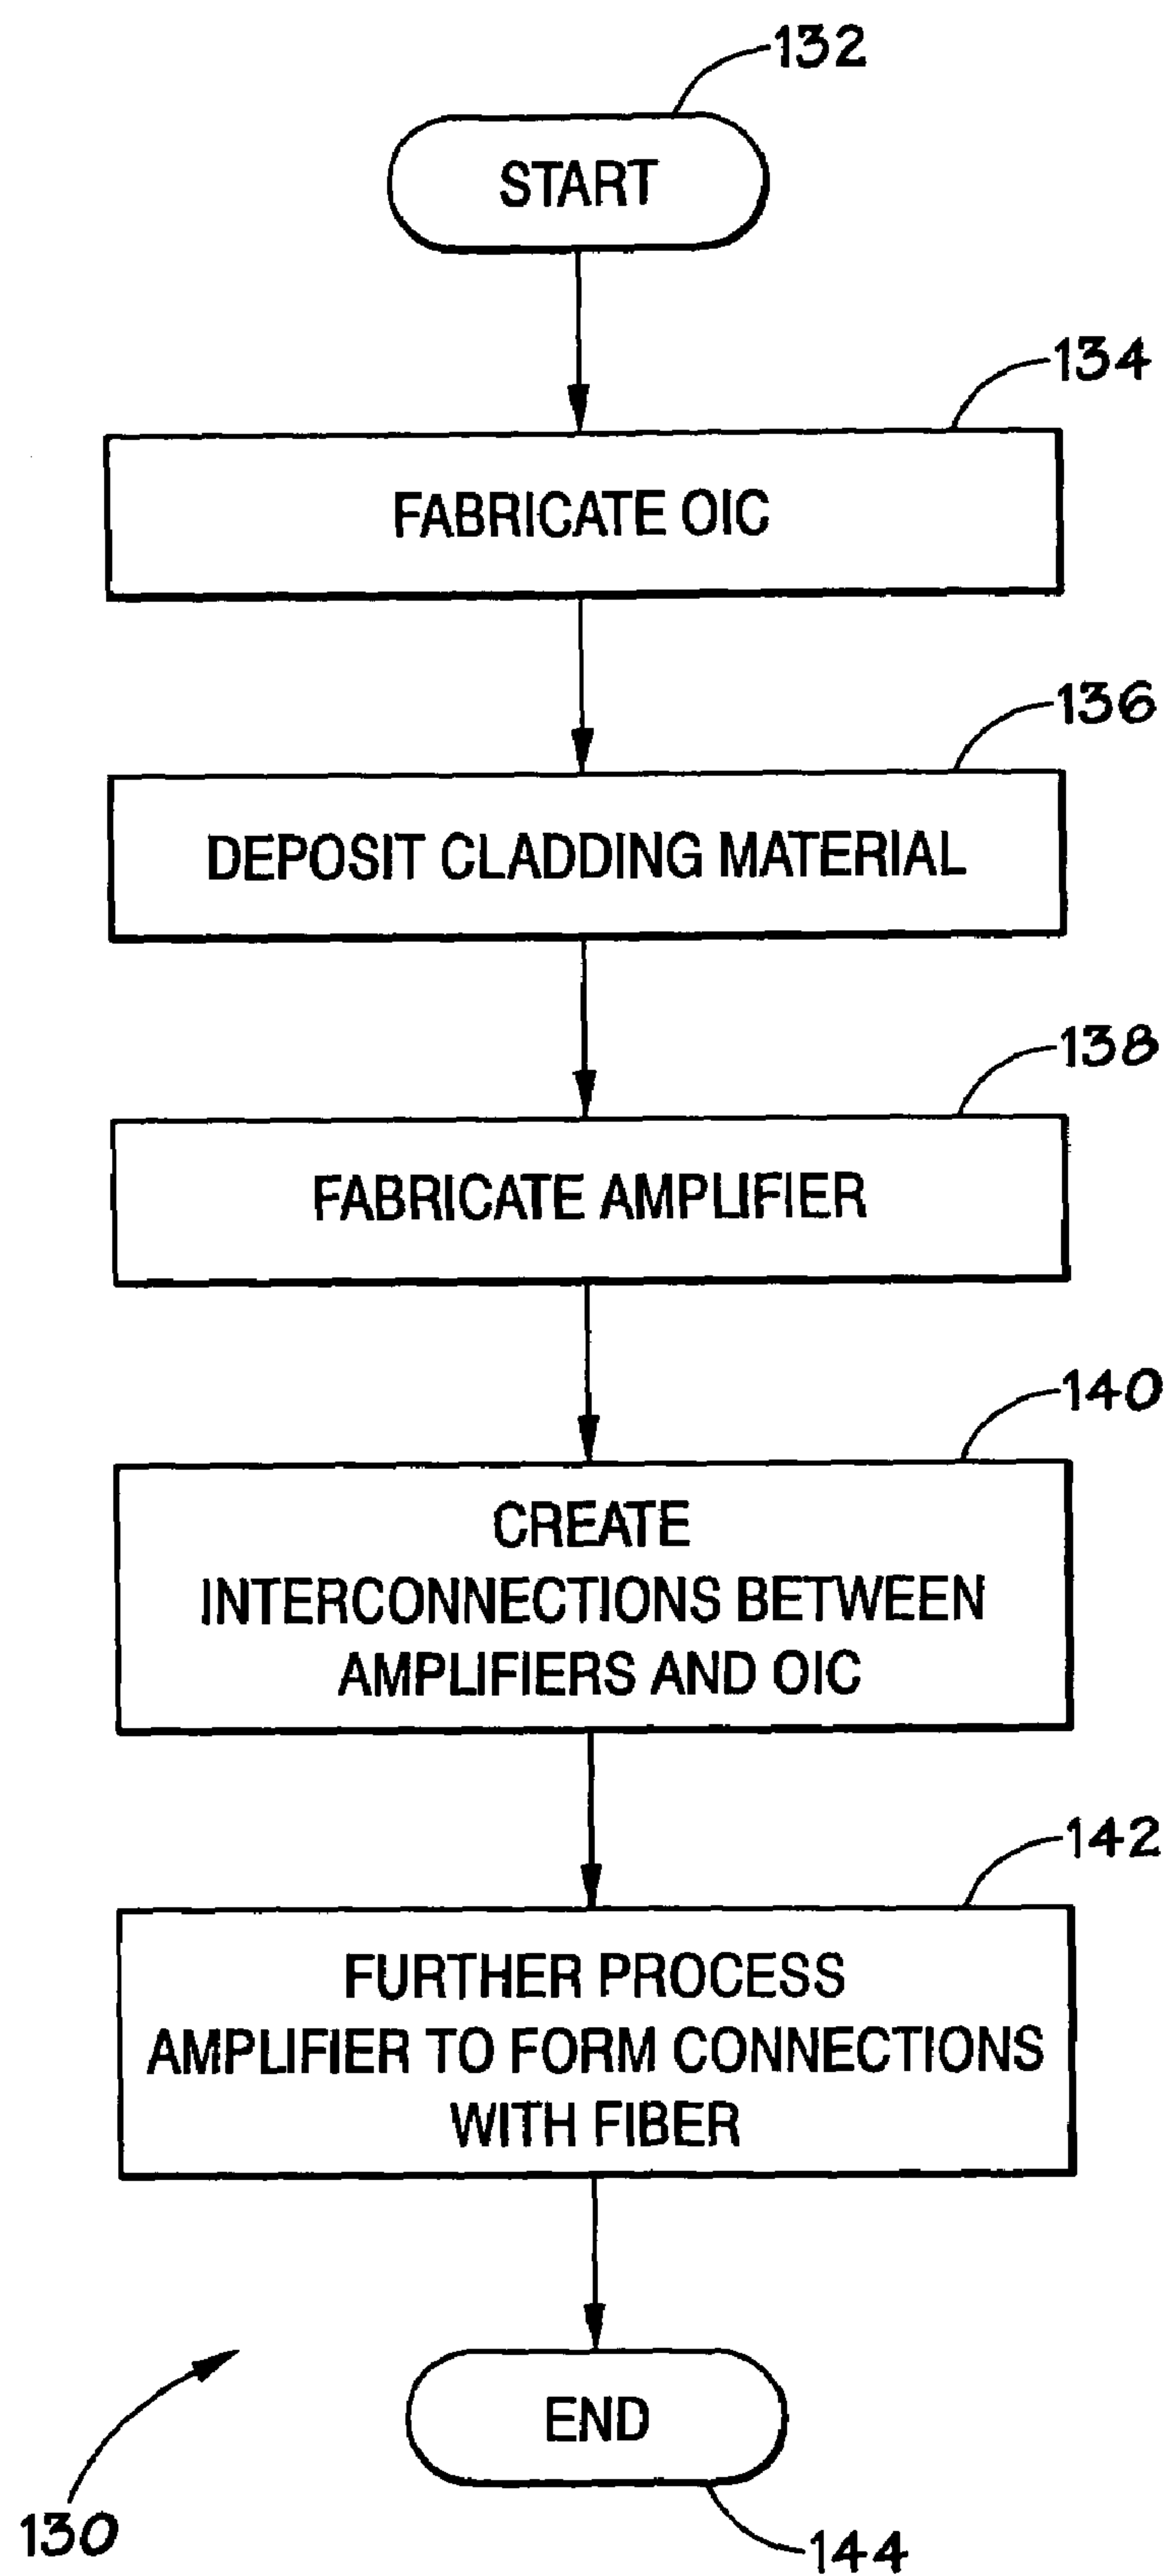 132
START
134
FABRICATE OIC
136
DEPOSIT CLADDING MATERIAL
138
FABRICATE AMPLIFIER
140
CREATE
INTERCONNECTIONS BETWEEN
AMPLIFIERS AND OIC
142
FURTHER PROCESS
AMPLIFIER TO FORM CONNECTIONS
WITH FIBER
END
130
144